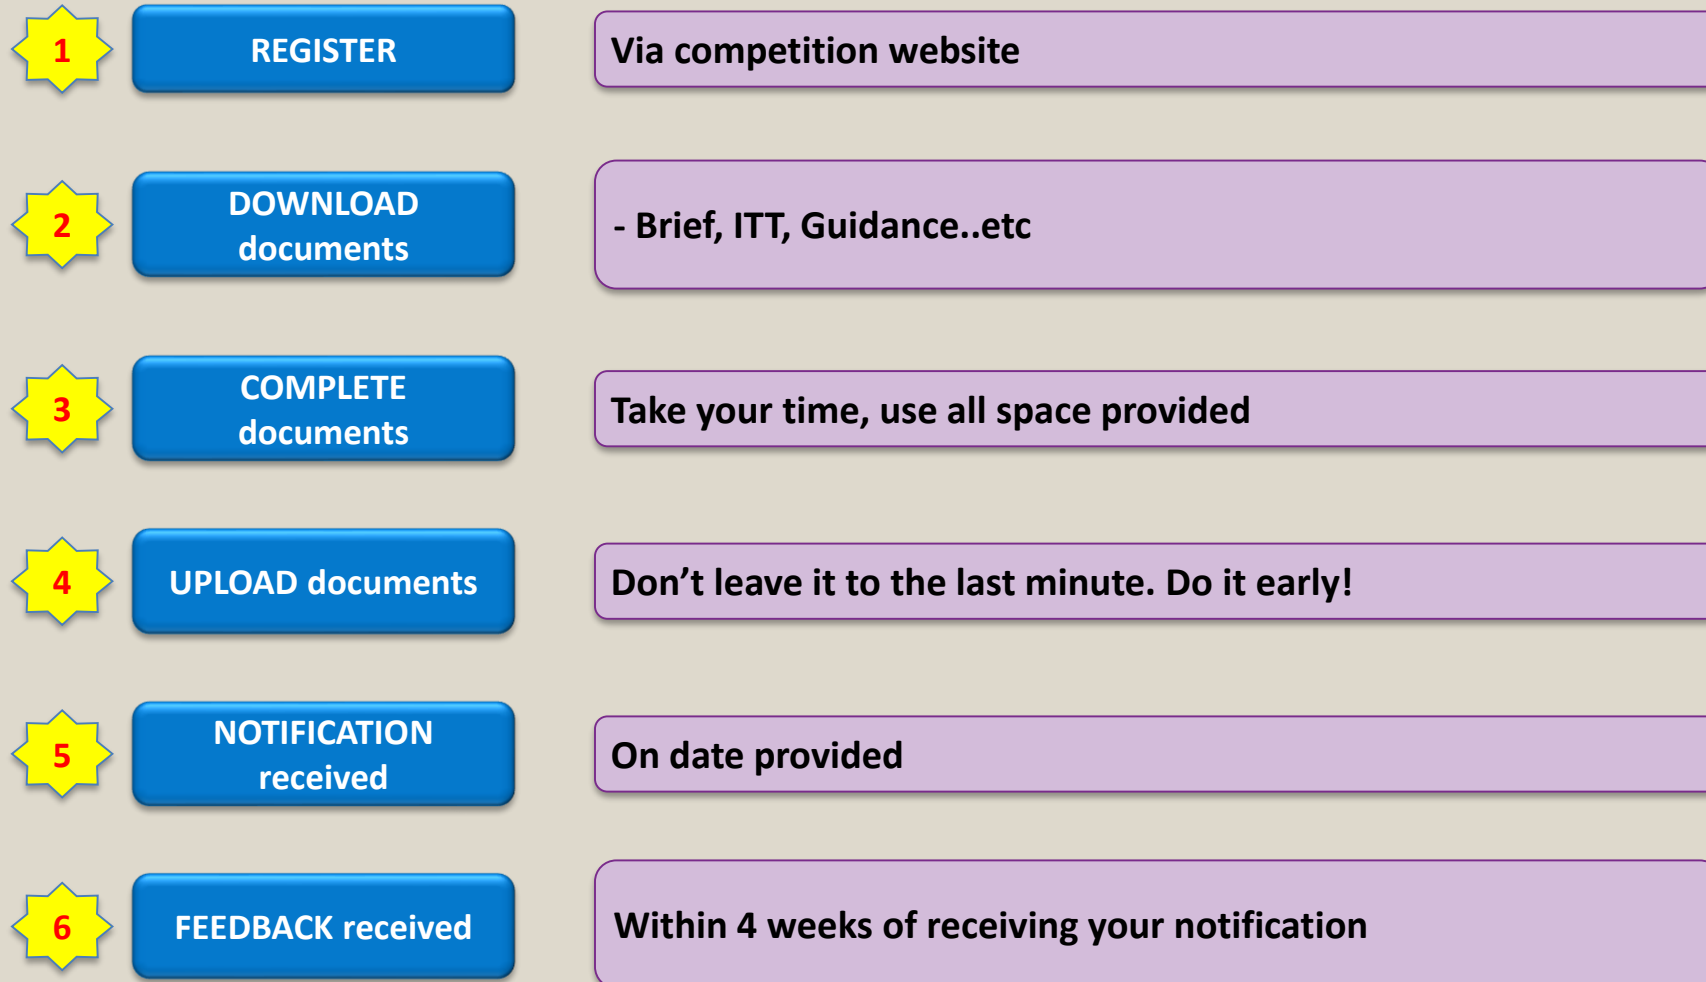 1
REGISTER
Via competition website
2
DOWNLOAD
documents
- Brief, ITT, Guidance..etc
3
COMPLETE
documents
Take your time, use all space provided
4
UPLOAD documents
Don’t leave it to the last minute. Do it early!
5
NOTIFICATION
received
On date provided
6
FEEDBACK received
Within 4 weeks of receiving your notification